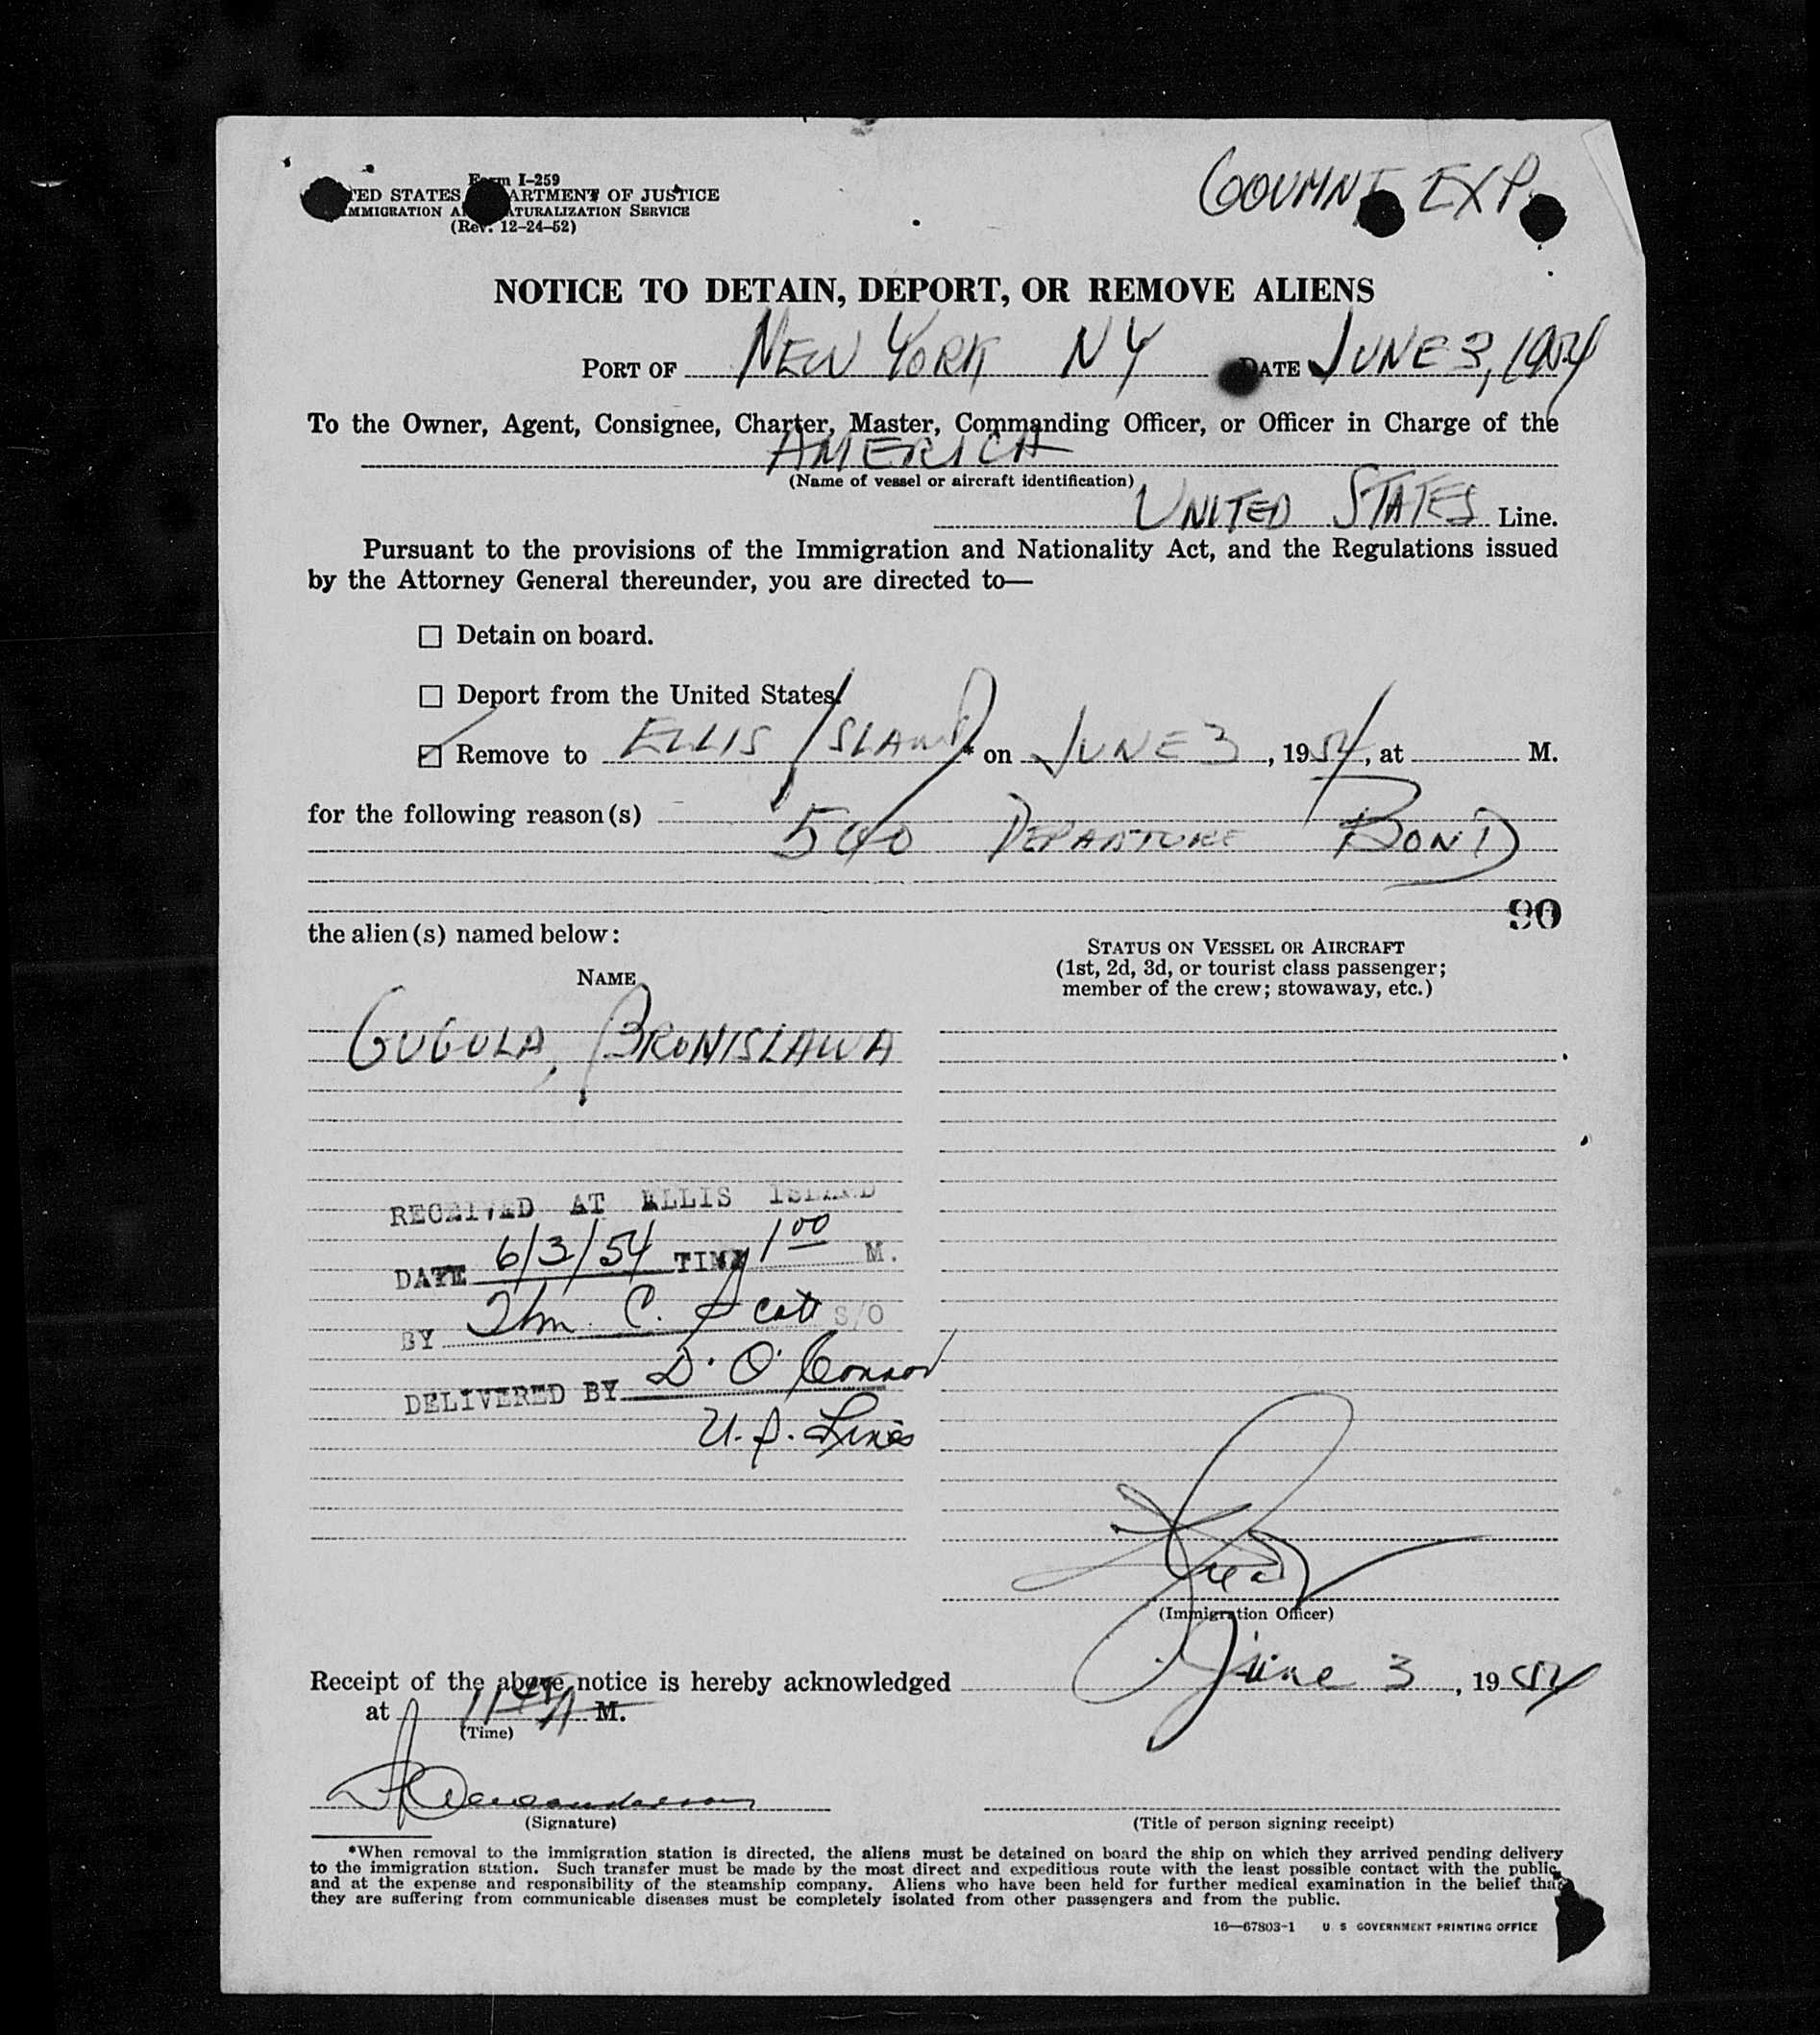 Form I-259
UNITED STATES DEPARTMENT OF JUSTICE
IMMIGRATION AND NATURALIZATION SERVICE
(Rev. 12-24-52)
GOVMNT EXP.
NOTICE TO DETAIN, DEPORT, OR REMOVE ALIENS
PORT OF NEW YORK NY DATE JUNE 3, 1954
To the Owner, Agent, Consignee, Charter, Master, Commanding Officer, or Officer in Charge of the
AMERICA
(Name of vessel or aircraft identification)
UNITED STATES Line.
Pursuant to the provisions of the Immigration and Nationality Act, and the Regulations issued
by the Attorney General thereunder, you are directed to—
☐ Detain on board.
☐ Deport from the United States.
☑ Remove to ELLIS ISLAND * on JUNE 3, 1954, at M.
for the following reason(s)
540 DEPARTURE BOND
90
the alien(s) named below:
NAME
STATUS ON VESSEL OR AIRCRAFT
(1st, 2d, 3d, or tourist class passenger;
member of the crew; stowaway, etc.)
GUGULA, BRONISLAWA
RECEIVED AT ELLIS ISLAND
DATE 6/3/54 TIME 1 00 M.
BY Thm. C. Scott S/O
DELIVERED BY D. O'Connor
U.S. Lines
(Immigration Officer)
Receipt of the above notice is hereby acknowledged June 3, 1954
at M.
(Time)
(Signature)
(Title of person signing receipt)
*When removal to the immigration station is directed, the aliens must be detained on board the ship on which they arrived pending delivery
to the immigration station. Such transfer must be made by the most direct and expeditious route with the least possible contact with the public,
and at the expense and responsibility of the steamship company. Aliens who have been held for further medical examination in the belief that
they are suffering from communicable diseases must be completely isolated from other passengers and from the public.
16—67803-1 U S GOVERNMENT PRINTING OFFICE